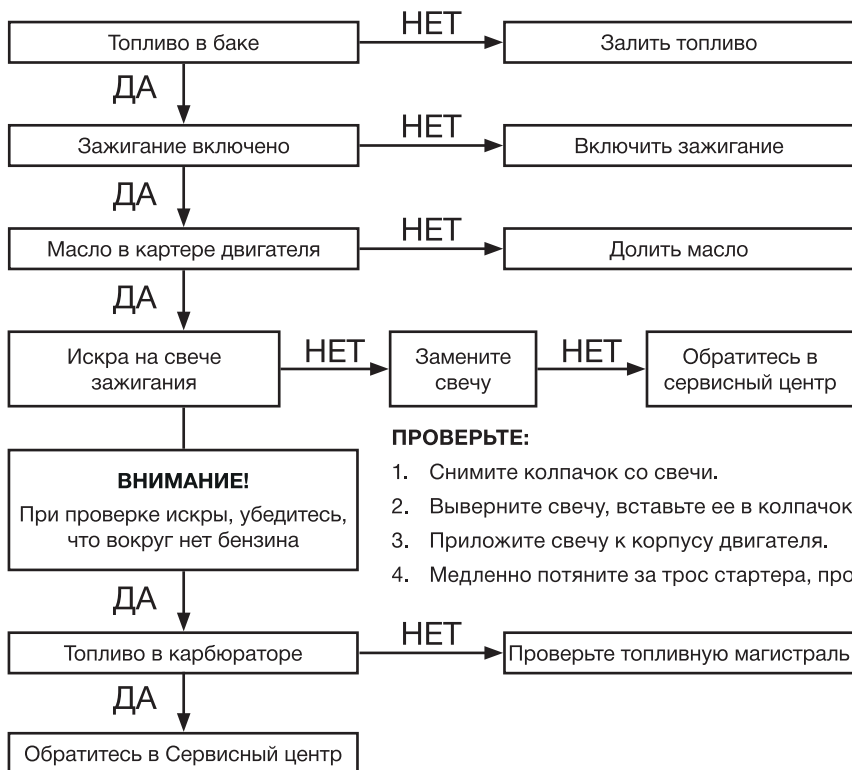 Топливо в баке
НЕТ
Залить топливо
ДА
Зажигание включено
НЕТ
Включить зажигание
ДА
Масло в картере двигателя
НЕТ
Долить масло
ДА
Искра на свече
зажигания
НЕТ
Замените
свечу
НЕТ
Обратитесь в
сервисный центр
ВНИМАНИЕ!
При проверке искры, убедитесь,
что вокруг нет бензина
ПРОВЕРЬТЕ:
1. Снимите колпачок со свечи.
2. Выверните свечу, вставьте ее в колпачок
3. Приложите свечу к корпусу двигателя.
4. Медленно потяните за трос стартера,
ДА
Топливо в карбюраторе
НЕТ
Проверьте топливную магистраль
ДА
Обратитесь в Сервисный центр